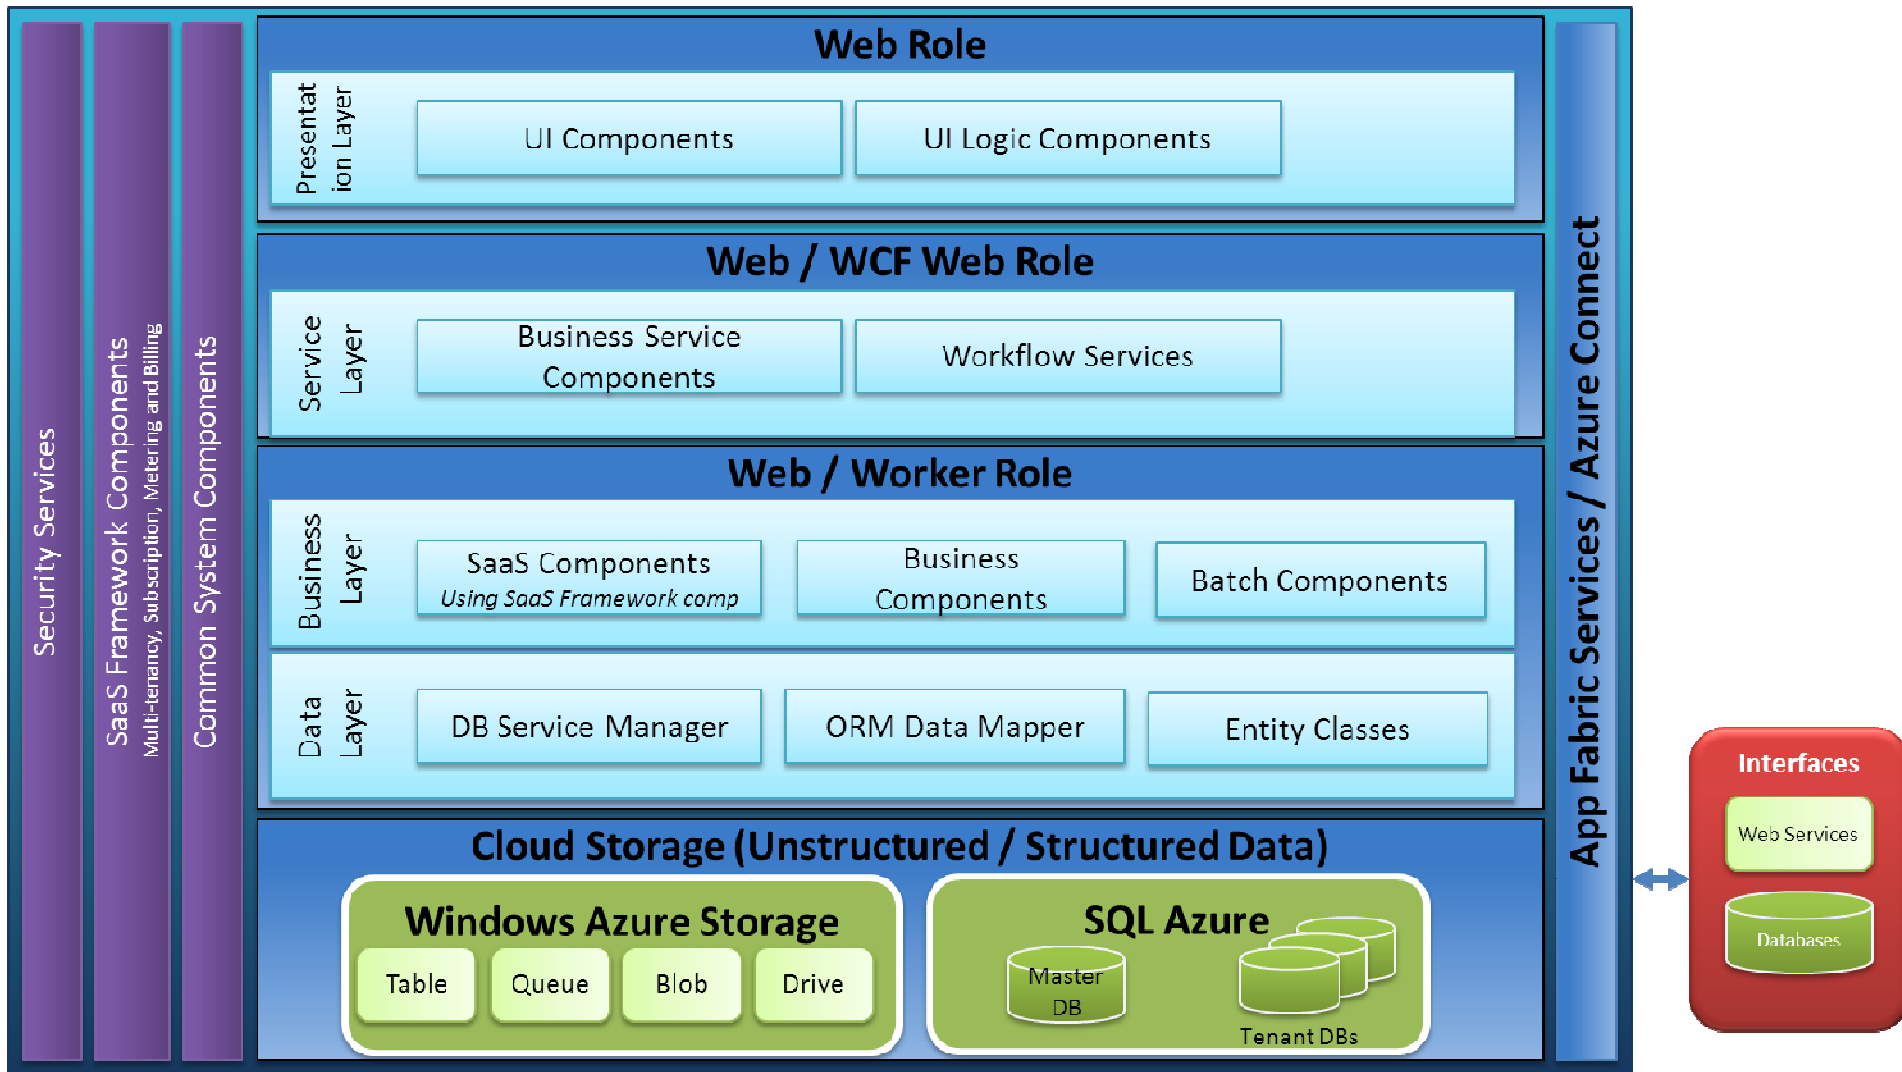 Security Services
SaaS Framework Components
Multi-tenancy, Subscription, Metering and Billing
Common System Components
Web Role
Presentat
ion Layer
UI Components
UI Logic Components
Web / WCF Web Role
Service
Layer
Business Service
Components
Workflow Services
Web / Worker Role
Business
Layer
SaaS Components
Using SaaS Framework comp
Business
Components
Batch Components
Data
Layer
DB Service Manager
ORM Data Mapper
Entity Classes
Cloud Storage (Unstructured / Structured Data)
Windows Azure Storage
Table
Queue
Blob
Drive
SQL Azure
Master
DB
Tenant DBs
App Fabric Services / Azure Connect
Interfaces
Web Services
Databases